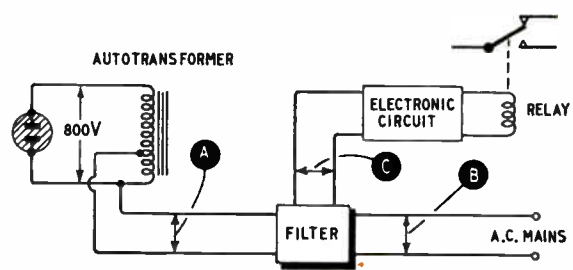 AUTOTRANSFORMER
800V
A
ELECTRONIC
CIRCUIT
RELAY
C
B
FILTER
A.C. MAINS